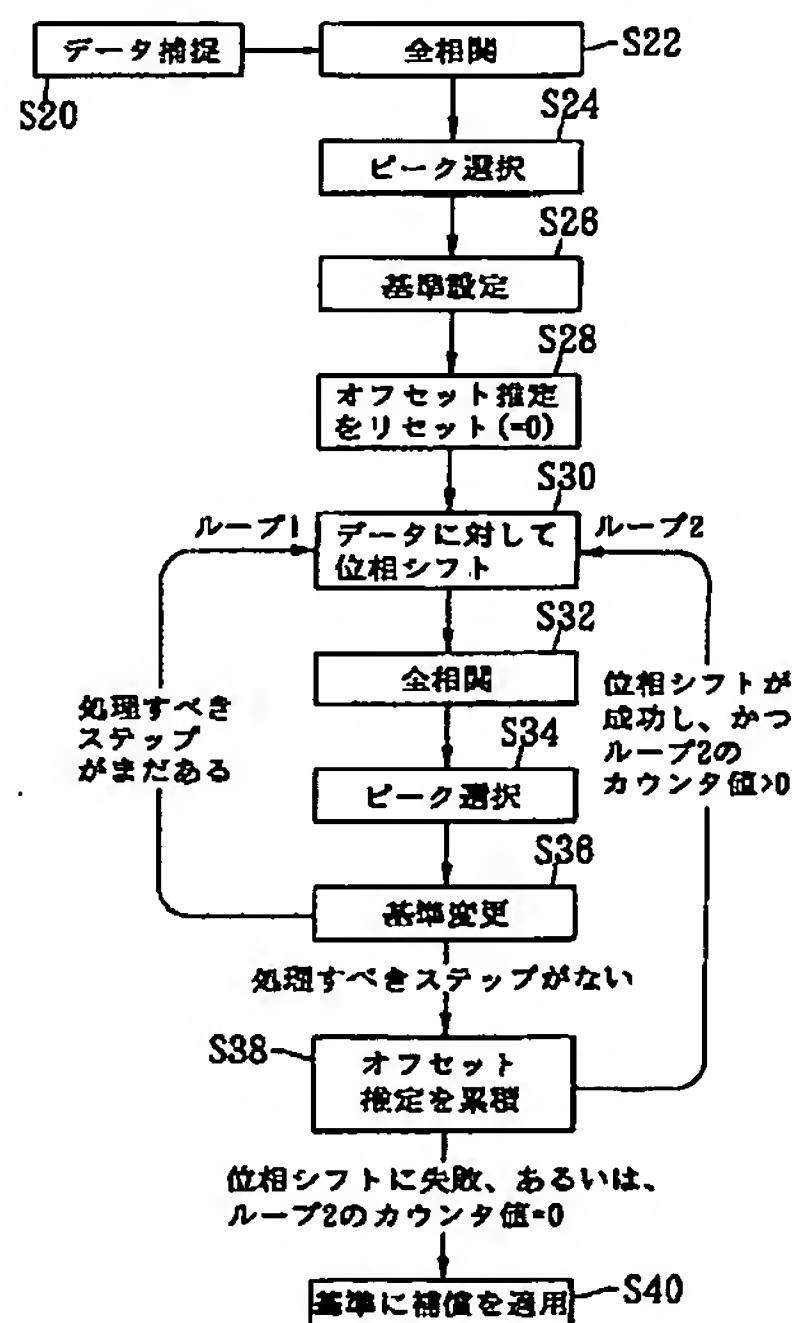 データ捕捉
S20
全相関
S22
S24
ピーク選択
S26
基準設定
S28
オフセット推定
をリセット(=0)
S30
ループ1
データに対して
位相シフト
ループ2
S32
全相関
処理すべき
ステップ
がまだある
位相シフトが
成功し、かつ
ループ2の
カウンタ値>0
S34
ピーク選択
S36
基準変更
処理すべきステップがない
S38
オフセット
推定を累積
位相シフトに失敗、あるいは、
ループ2のカウンタ値=0
基準に補償を適用
S40